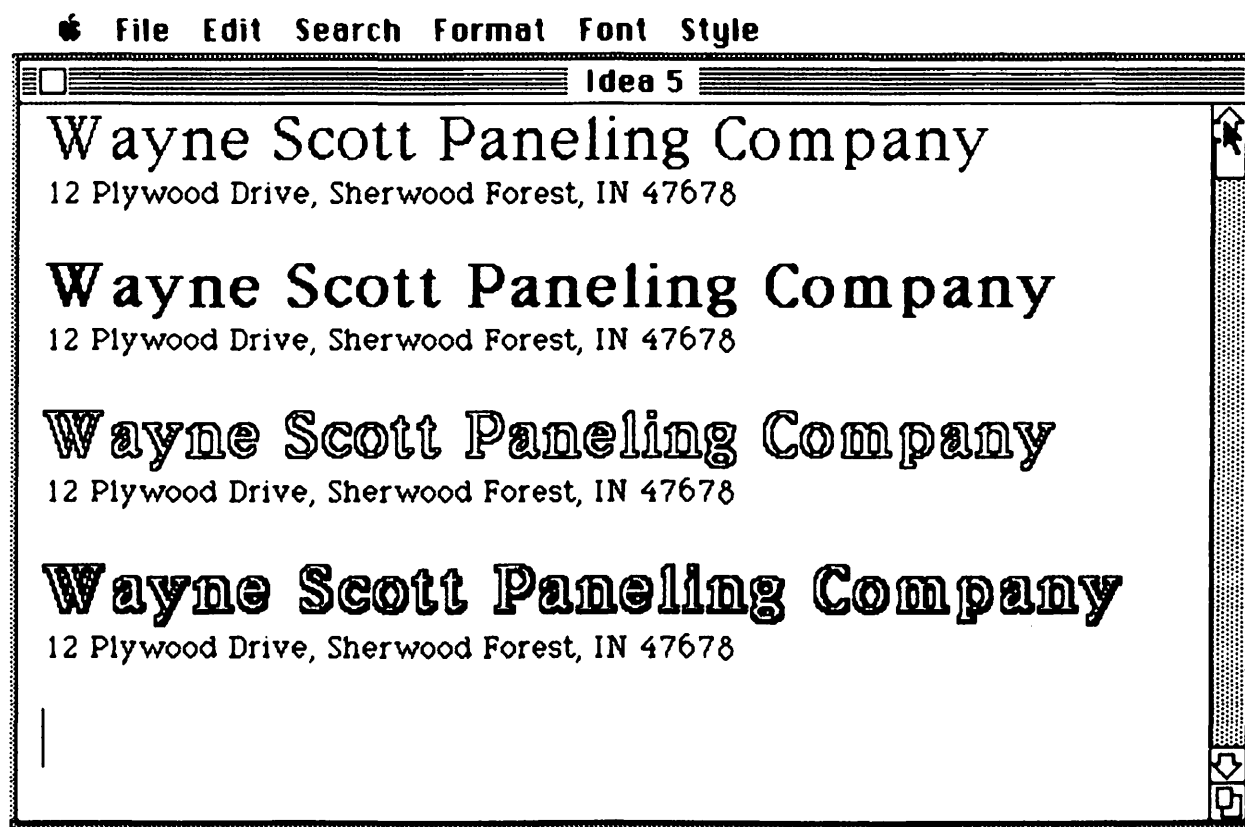 File Edit Search Format Font Style
Idea 5
Wayne Scott Paneling Company
12 Plywood Drive, Sherwood Forest, IN 47678
Wayne Scott Paneling Company
12 Plywood Drive, Sherwood Forest, IN 47678
Wayne Scott Paneling Company
12 Plywood Drive, Sherwood Forest, IN 47678
Wayne Scott Paneling Company
12 Plywood Drive, Sherwood Forest, IN 47678